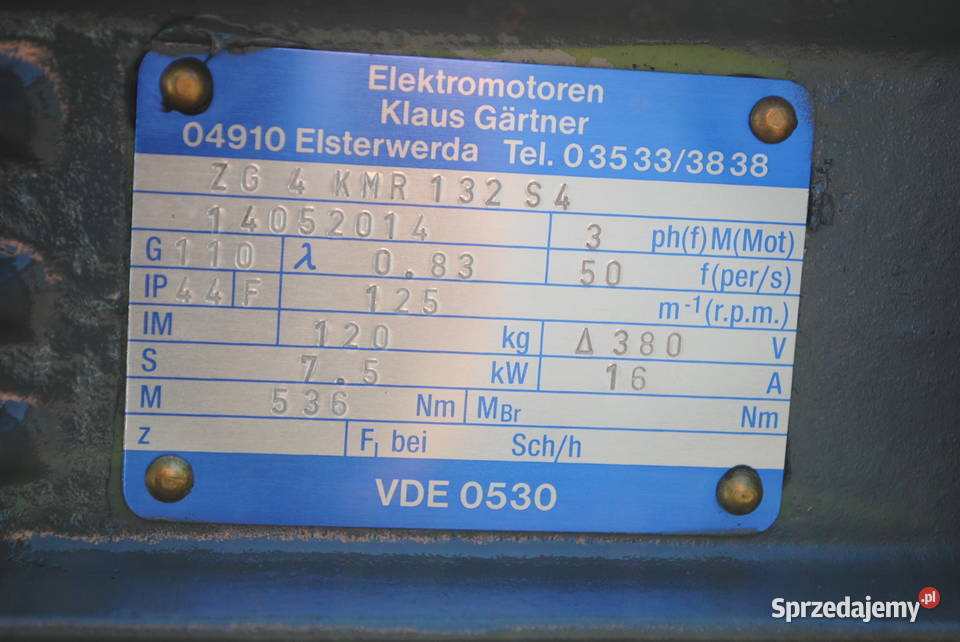 Elektromotoren
Klaus Gärtner
04910 Elsterwerda Tel. 03533/3838
ZG 4 KMR 132 S4
14052014 3 ph(f)M(Mot)
G 110 λ 0.83 50 f(per/s)
IP 44 F 125 m-1(r.p.m.)
IM 120 kg Δ 380 V
S 7.5 kW 16 A
M 536 Nm MBr Nm
z FI bei Sch/h
VDE 0530
Sprzedajemy.pl